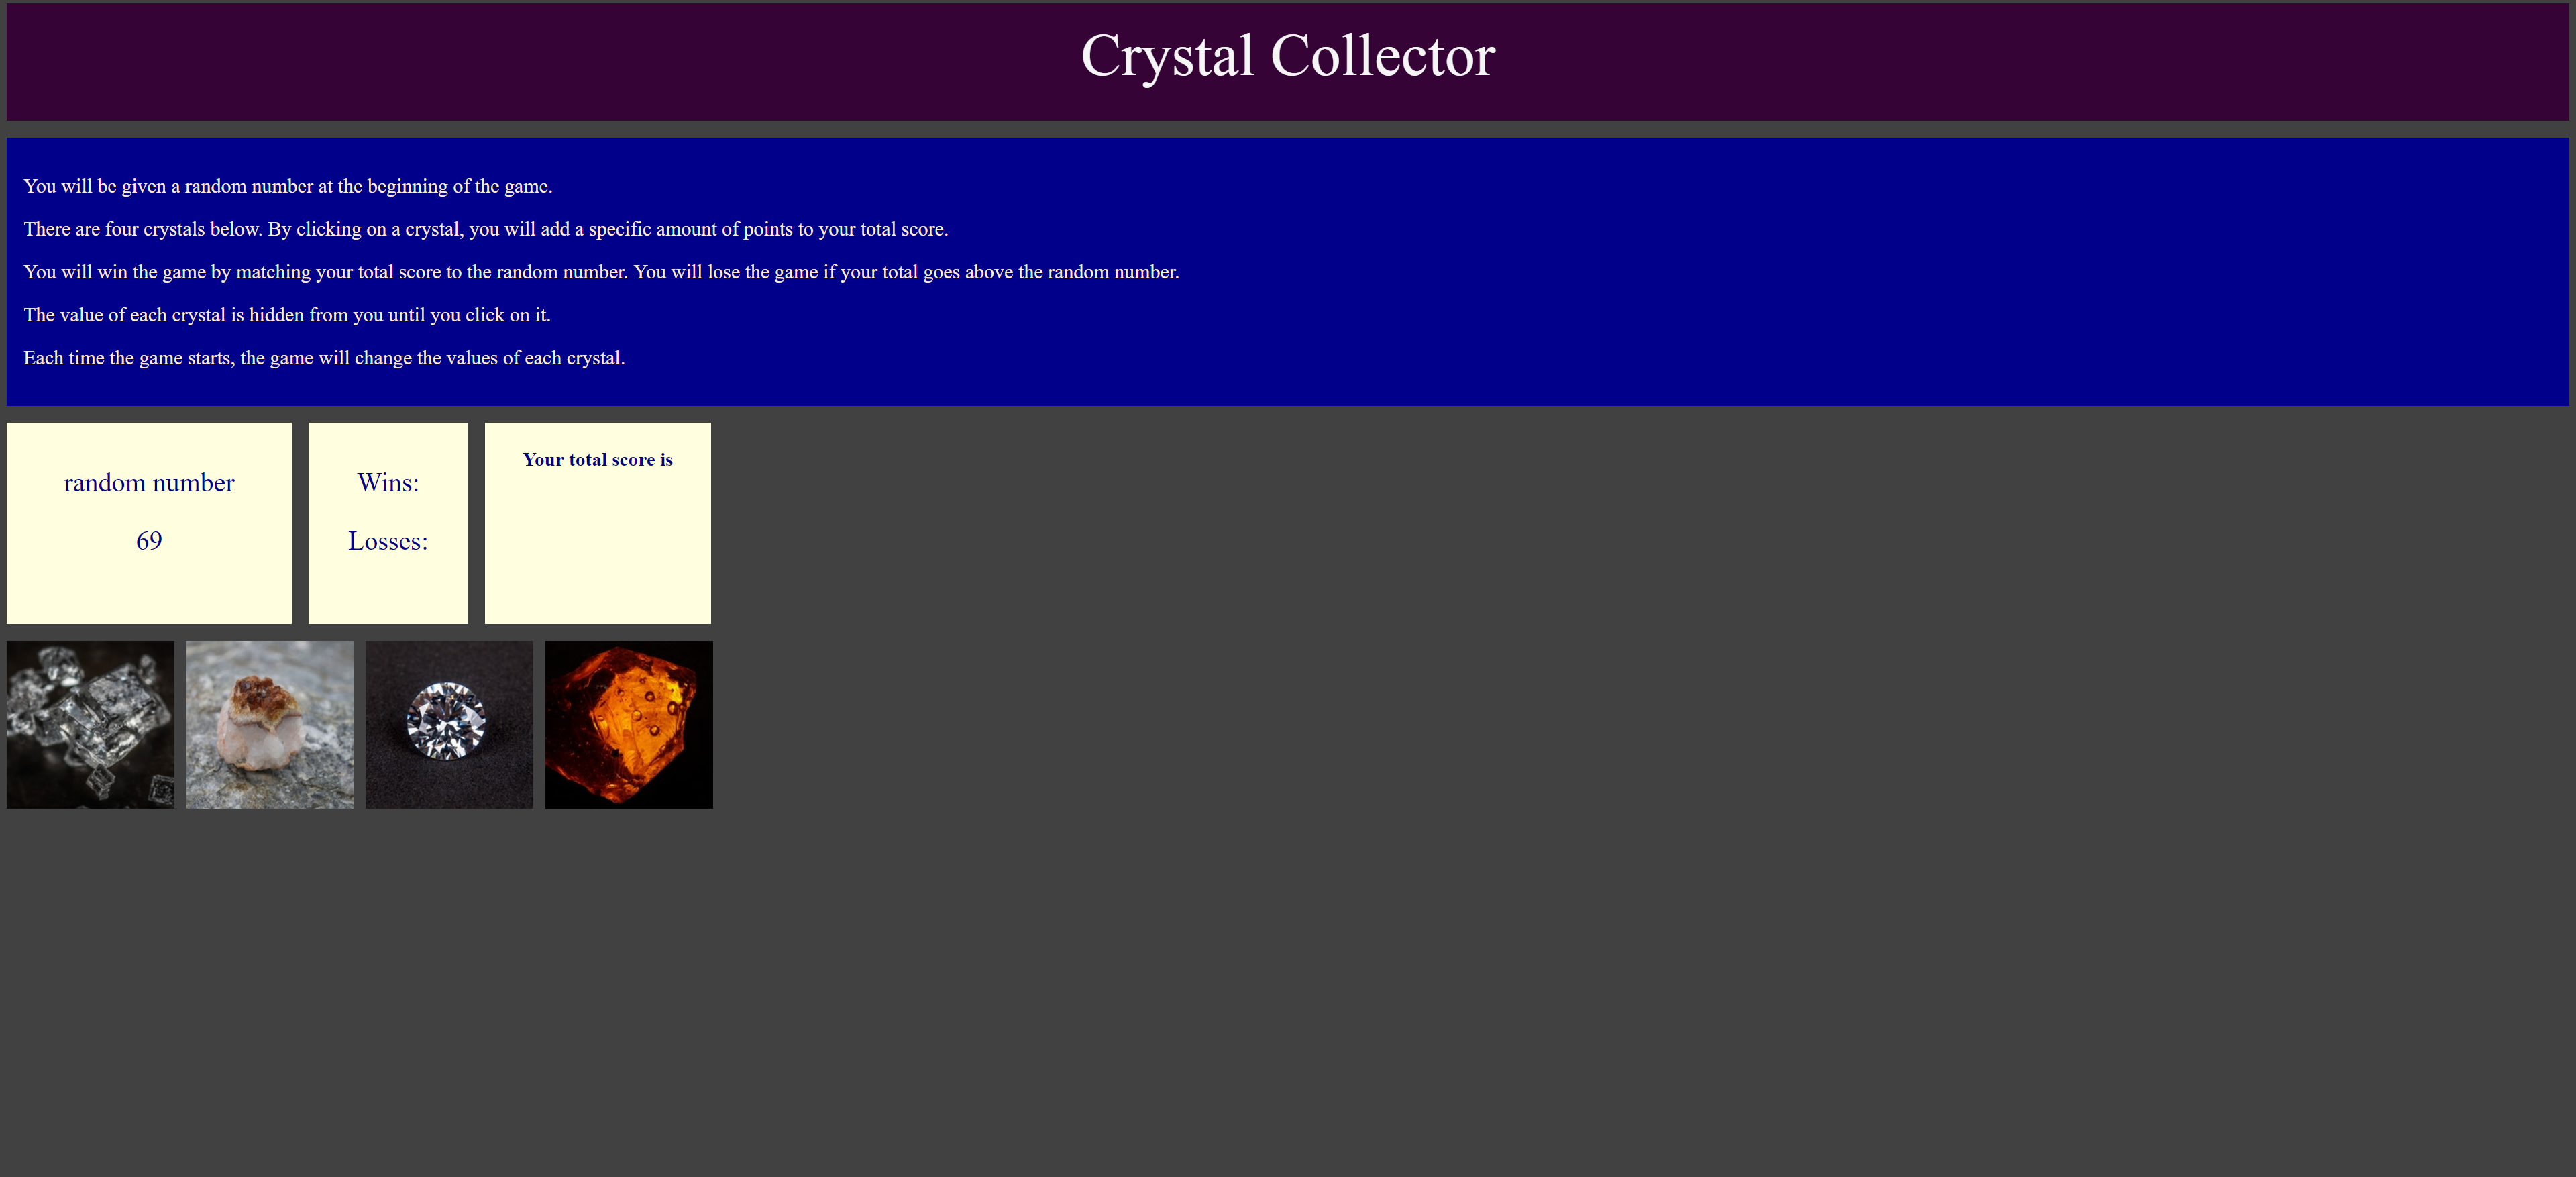 Crystal Collector
You will be given a random number at the beginning of the game.
There are four crystals below. By clicking on a crystal, you will add a specific amount of points to your total score.
You will win the game by matching your total score to the random number. You will lose the game if your total goes above the random number.
The value of each crystal is hidden from you until you click on it.
Each time the game starts, the game will change the values of each crystal.
random number
69
Wins:
Losses:
Your total score is